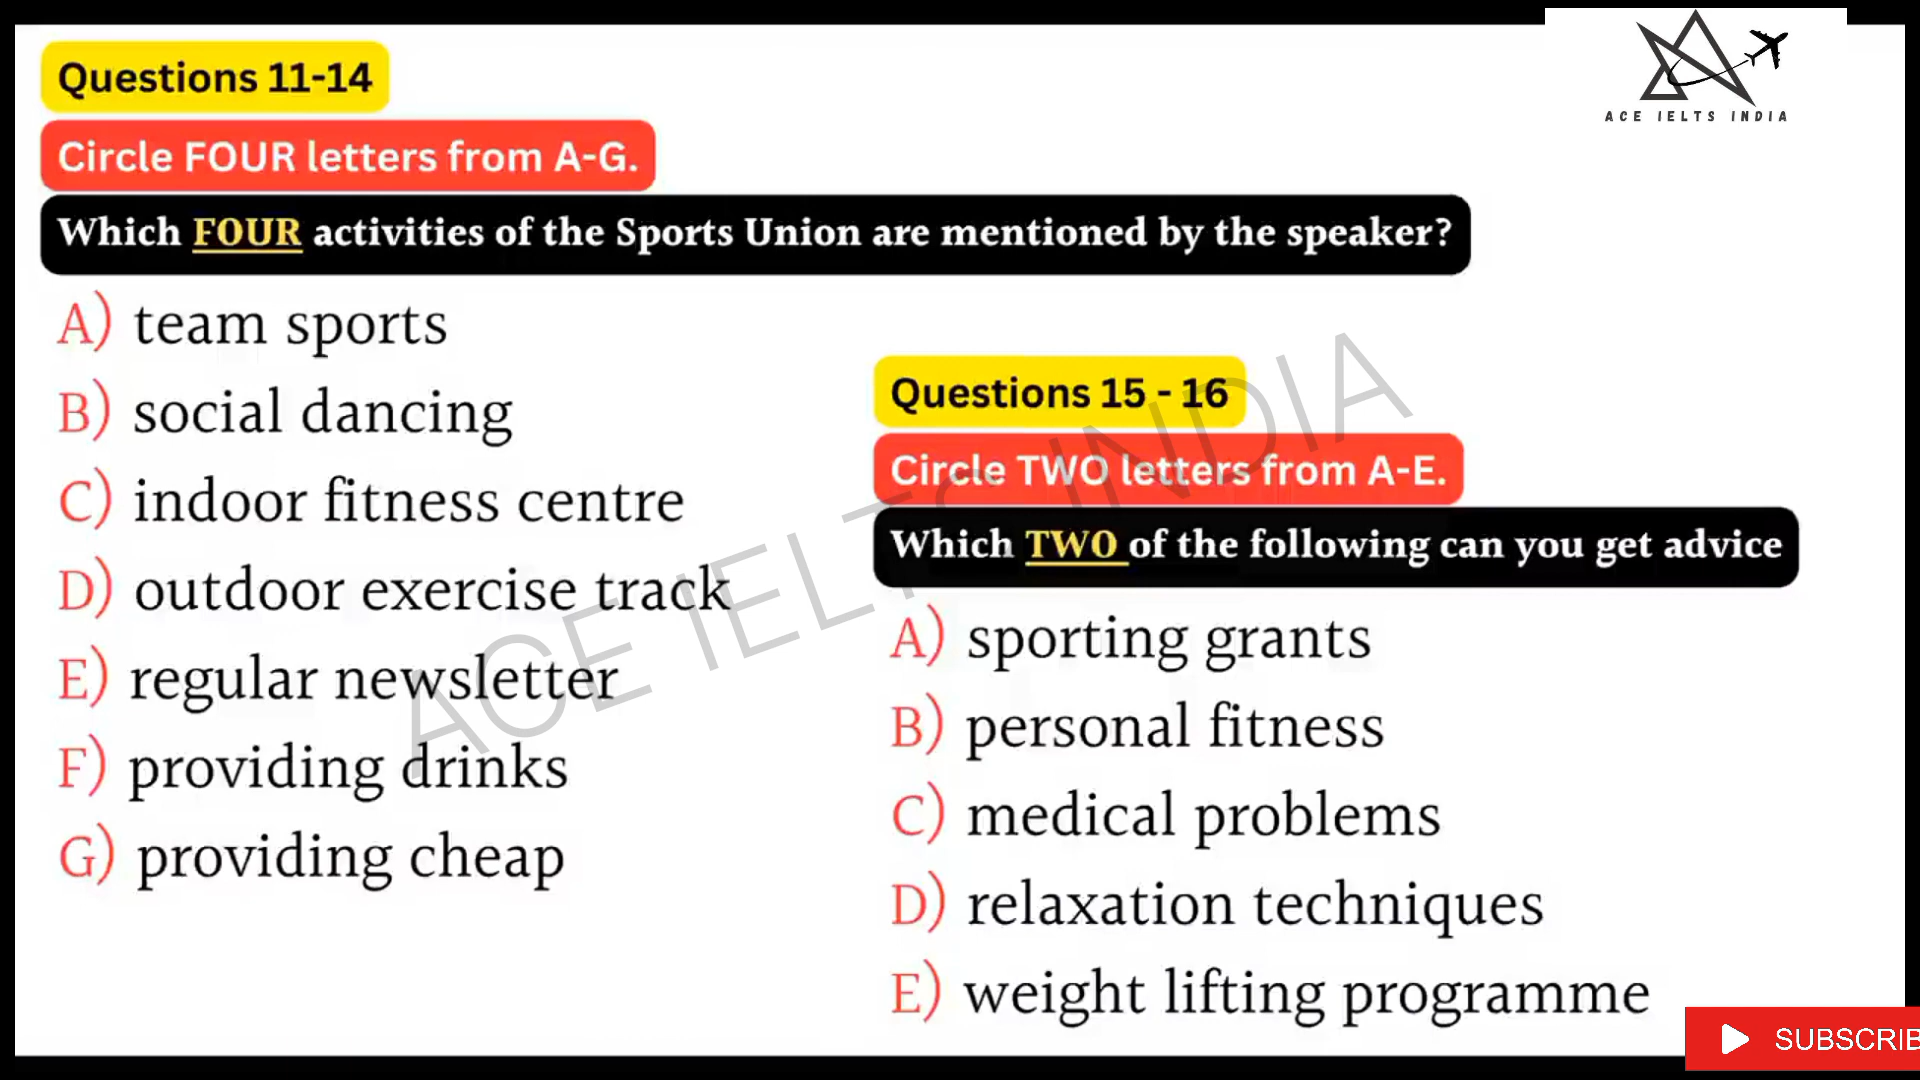 ACE IELTS INDIA
Questions 11-14
Circle FOUR letters from A-G.
Which FOUR activities of the Sports Union are mentioned by the speaker?
A) team sports
B) social dancing
C) indoor fitness centre
D) outdoor exercise track
E) regular newsletter
F) providing drinks
G) providing cheap
Questions 15 - 16
Circle TWO letters from A-E.
Which TWO of the following can you get advice
A) sporting grants
B) personal fitness
C) medical problems
D) relaxation techniques
E) weight lifting programme
ACE IELTS INDIA
SUBSCRIB